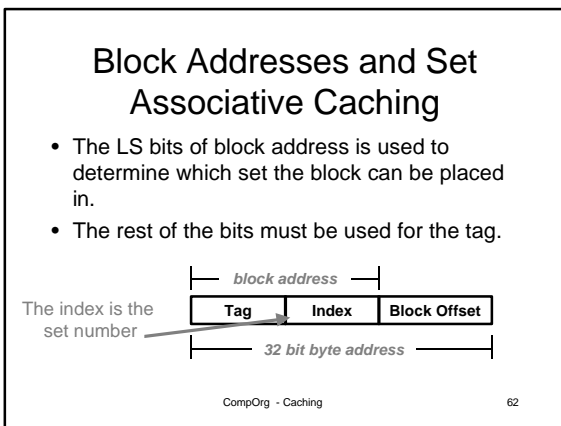 Block Addresses and Set
Associative Caching
• The LS bits of block address is used to
determine which set the block can be placed
in.
• The rest of the bits must be used for the tag.
block address
The index is the
set number
Tag Index Block Offset
32 bit byte address
CompOrg - Caching 62